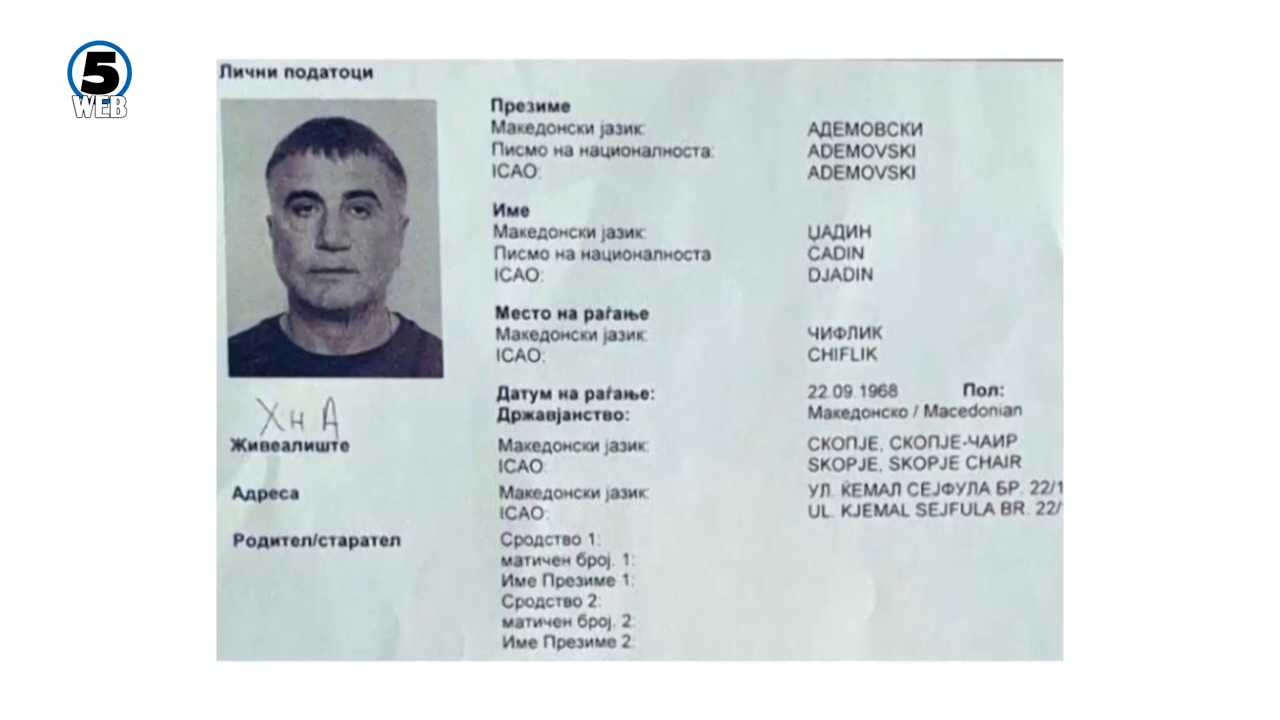 5
WEB
Лични податоци
Презиме
Македонски јазик: АДЕМОВСКИ
Писмо на националноста: ADEMOVSKI
ICAO: ADEMOVSKI
Име
Македонски јазик: ЏАДИН
Писмо на националноста CADIN
ICAO: DJADIN
Место на раѓање
Македонски јазик: ЧИФЛИК
ICAO: CHIFLIK
Датум на раѓање: 22.09.1968 Пол:
Државјанство: Македонско / Macedonian
ХнА
Живеалиште Македонски јазик: СКОПЈЕ, СКОПЈЕ-ЧАИР
ICAO: SKOPJE, SKOPJE CHAIR
Адреса Македонски јазик: УЛ. ЌЕМАЛ СЕЈФУЛА БР. 22/1
ICAO: UL. KJEMAL SEJFULA BR. 22/
Родител/старател Сродство 1:
матичен број. 1:
Име Презиме 1:
Сродство 2:
матичен број. 2:
Име Презиме 2: